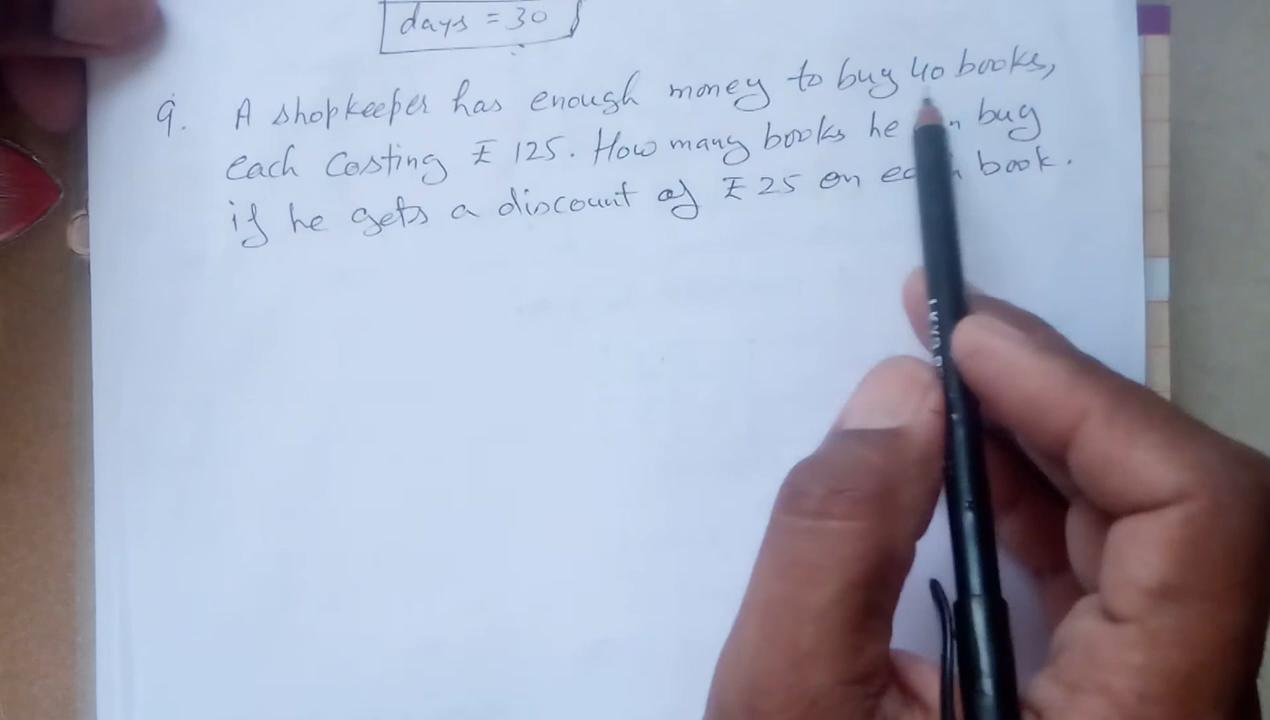 days = 30
9. A shopkeeper has enough money to buy 40 books,
each costing ₹ 125. How many books he buy
if he gets a discount of ₹ 25 on book.